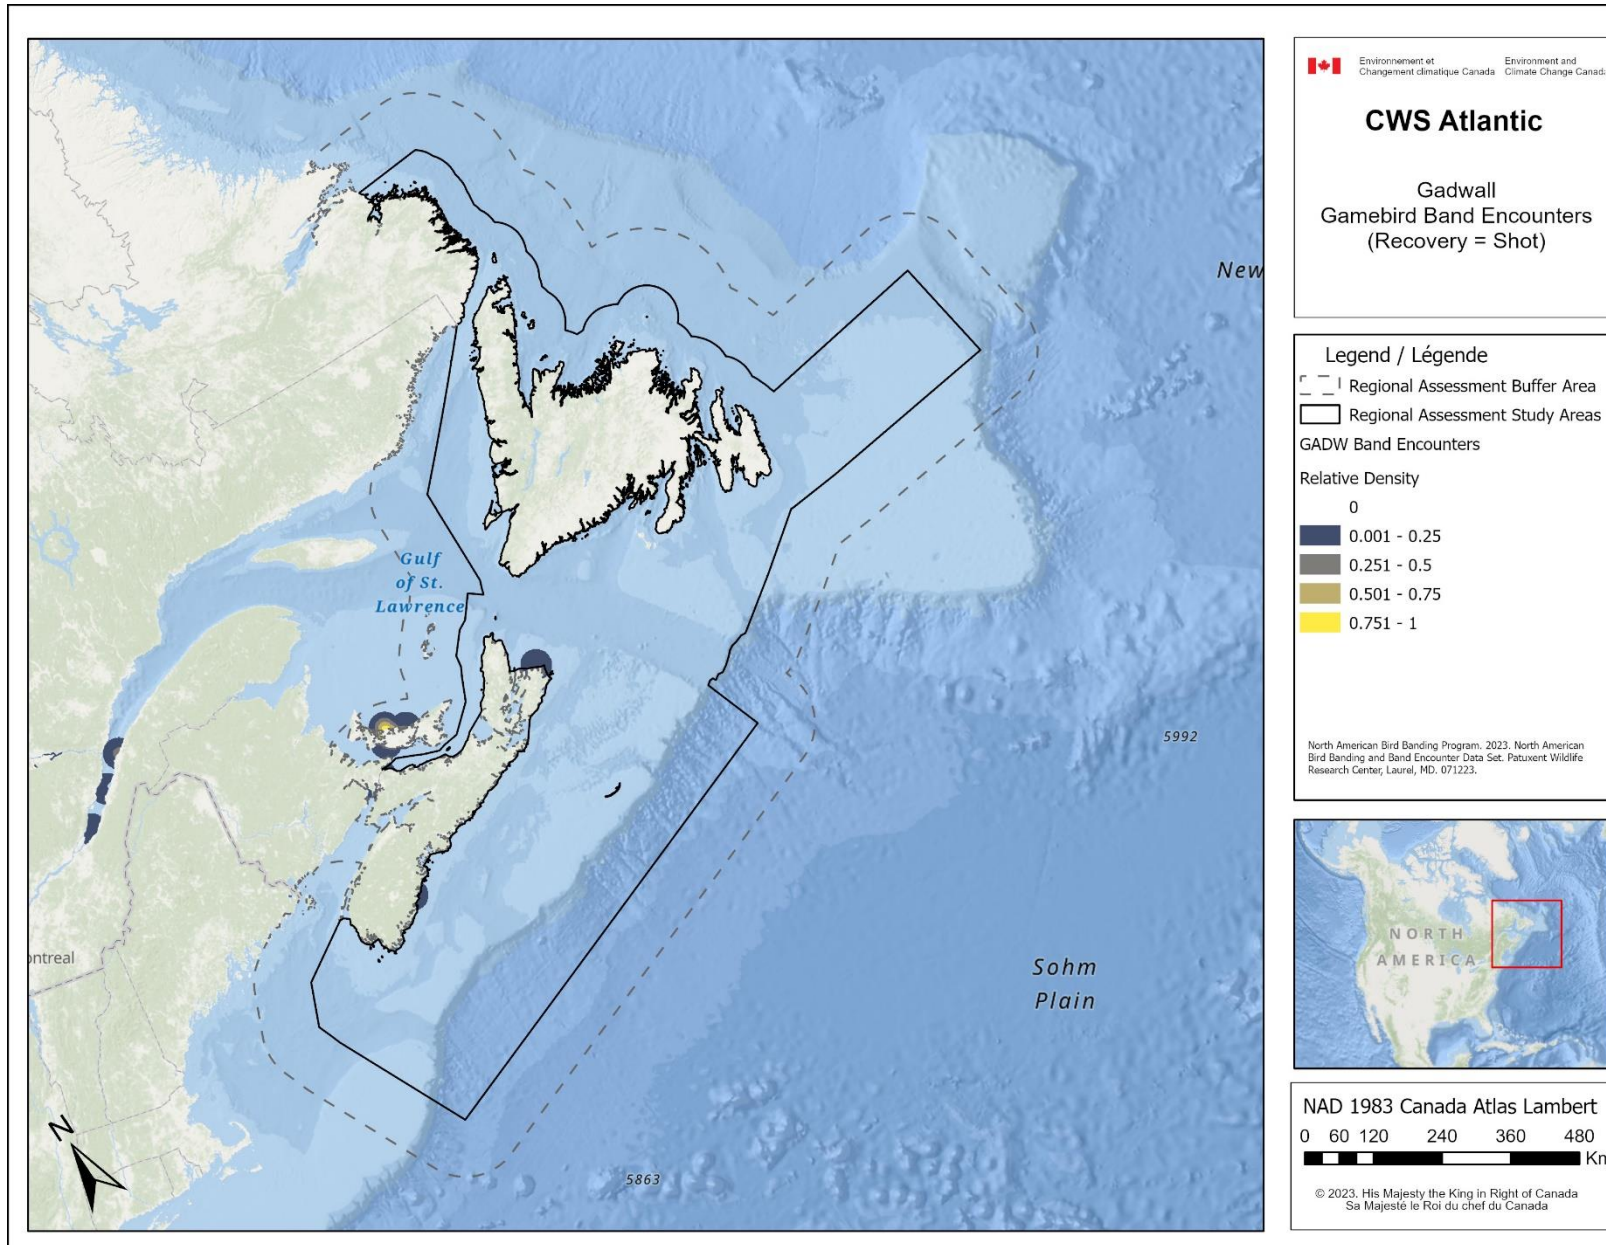 New
Gulf
of St.
Lawrence
5992
ontreal
Sohm
Plain
5863
N
Environnement et
Changement climatique Canada
Environment and
Climate Change Canada
CWS Atlantic
Gadwall
Gamebird Band Encounters
(Recovery = Shot)
Legend / Légende
Regional Assessment Buffer Area
Regional Assessment Study Areas
GADW Band Encounters
Relative Density
0
0.001 - 0.25
0.251 - 0.5
0.501 - 0.75
0.751 - 1
North American Bird Banding Program. 2023. North American
Bird Banding and Band Encounter Data Set. Patuxent Wildlife
Research Center, Laurel, MD. 071223.
NORTH
AMERICA
NAD 1983 Canada Atlas Lambert
0 60 120 240 360 480
Km
© 2023. His Majesty the King in Right of Canada
Sa Majesté le Roi du chef du Canada